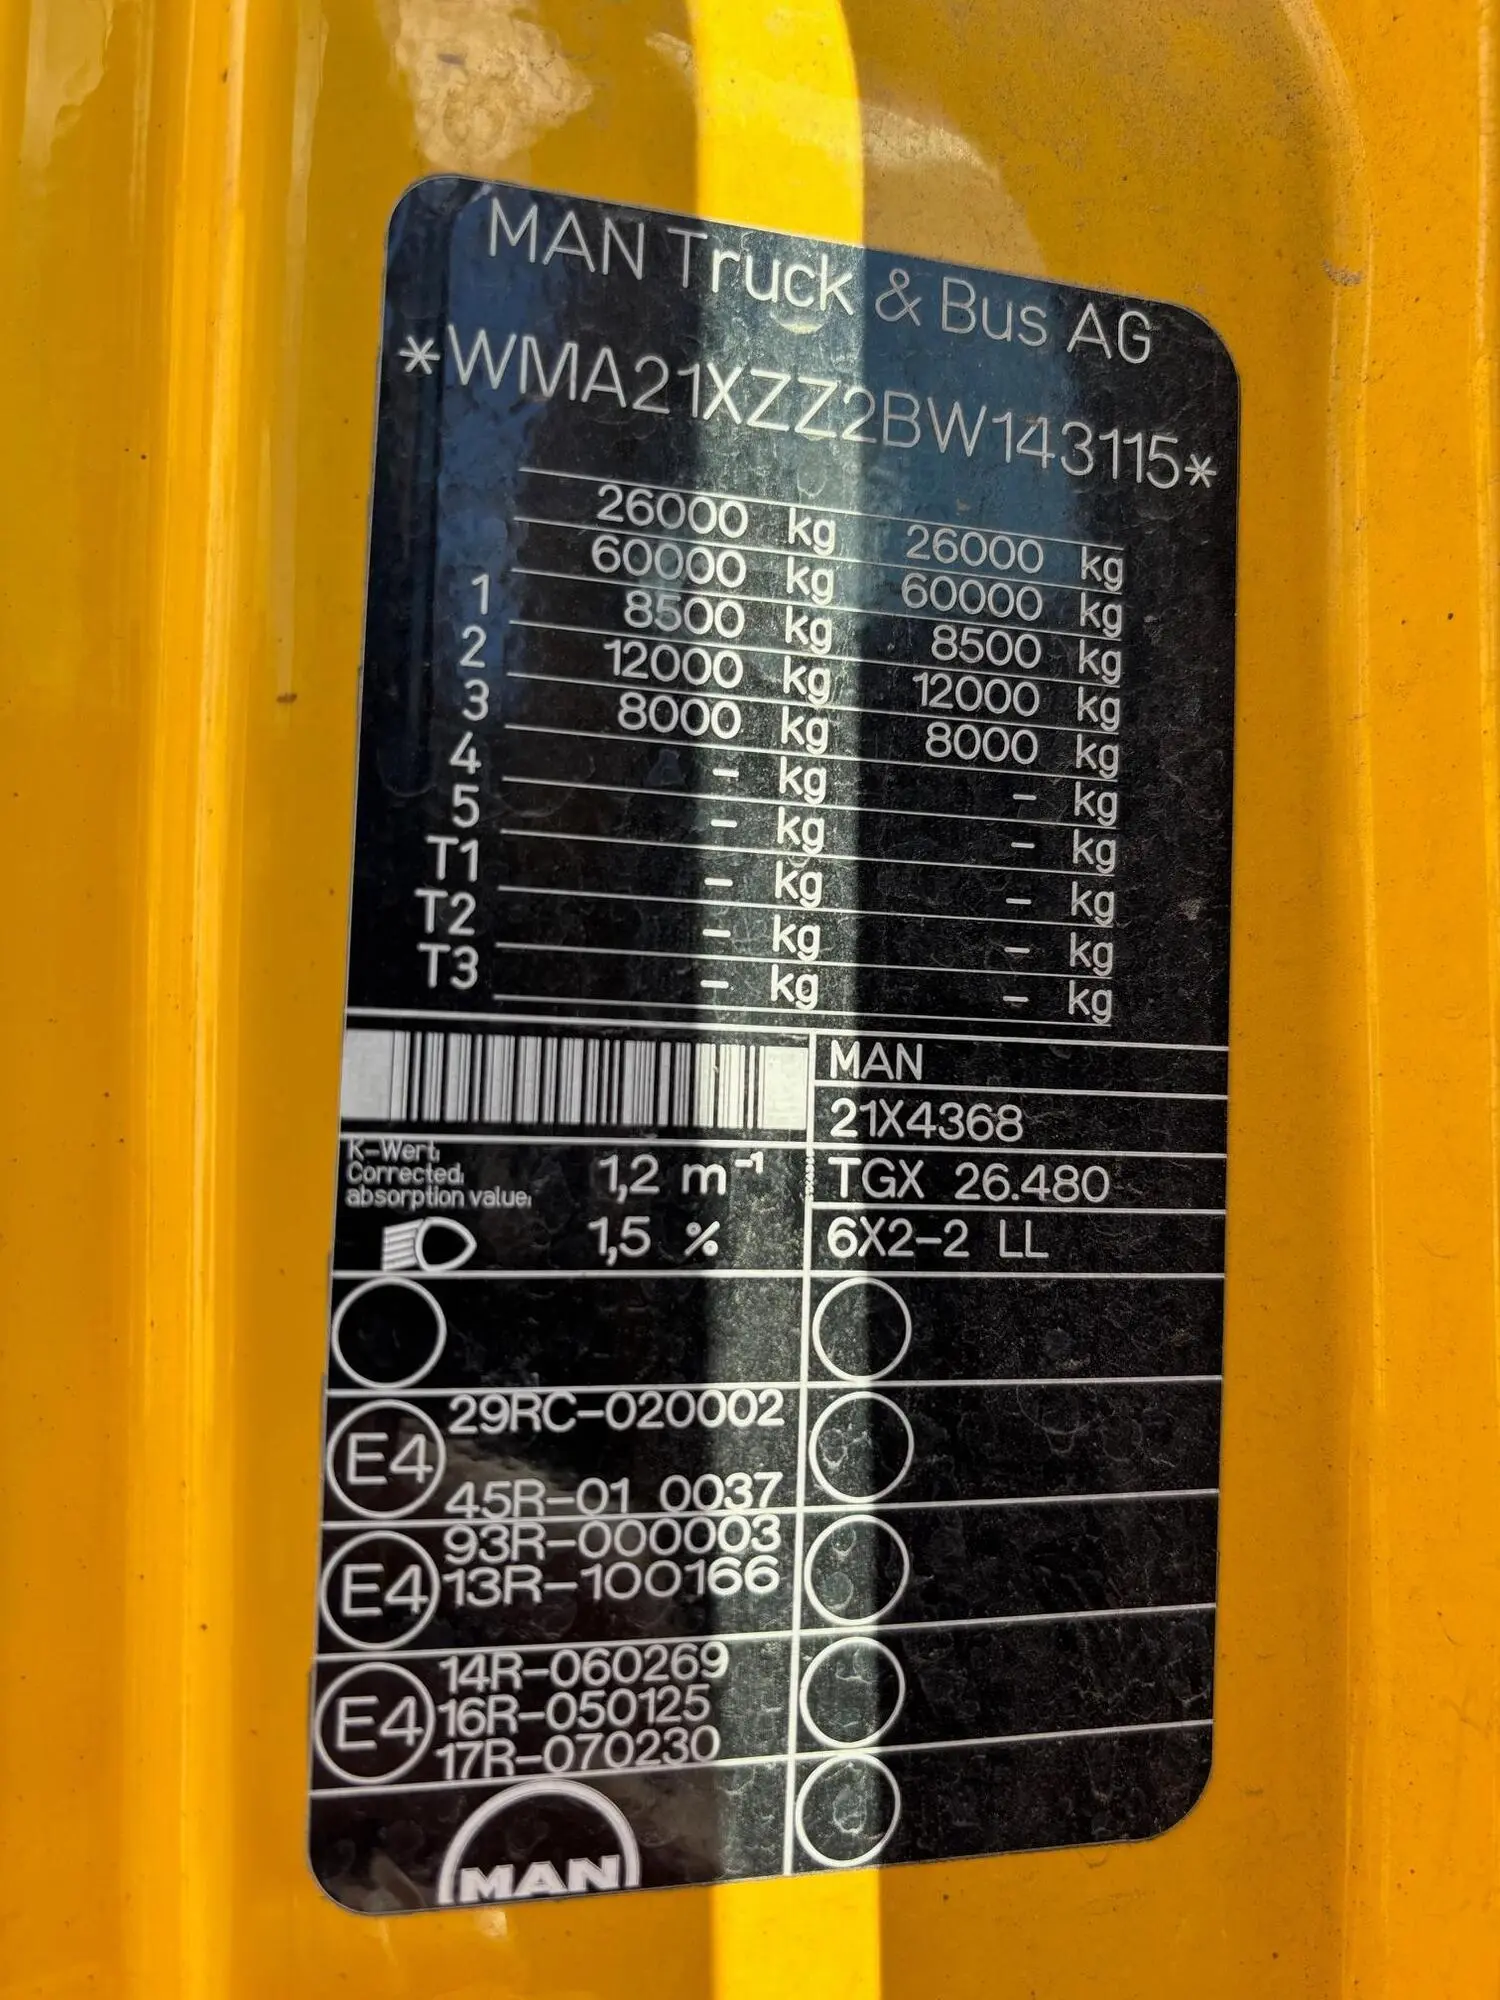 MAN Truck & Bus AG
*WMA21XZZ2BW143115*
26000 kg 26000 kg
60000 kg 60000 kg
1 8500 kg 8500 kg
2 12000 kg 12000 kg
3 8000 kg 8000 kg
4 - kg - kg
5 - kg - kg
T1 - kg - kg
T2 - kg - kg
T3 - kg - kg
MAN
21X4368
K-Wert:
Corrected:
absorption value:
1,2 m⁻¹
TGX 26.480
1,5 %
6X2-2 LL
E4
29RC-020002
45R-01 0037
E4
93R-000003
13R-100166
E4
14R-060269
16R-050125
17R-070230
MAN